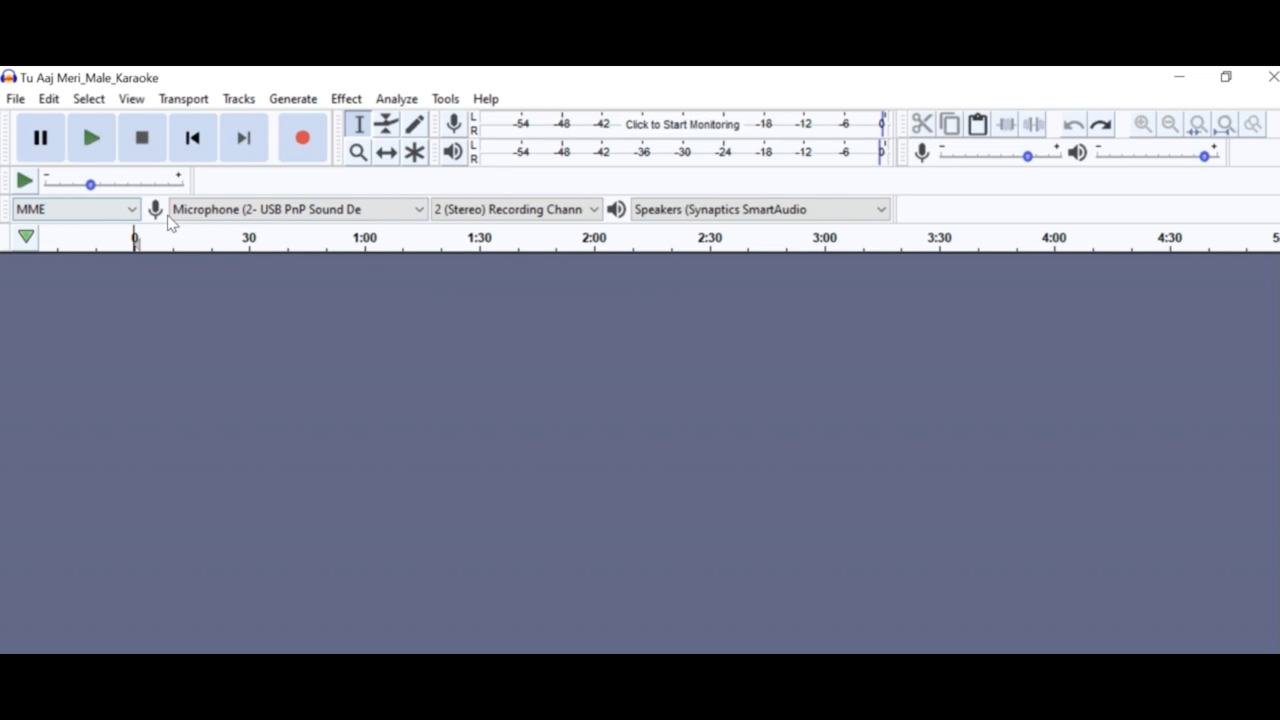 Tu Aaj Meri_Male_Karaoke
File Edit Select View Transport Tracks Generate Effect Analyze Tools Help
L R -54 -48 -42 Click to Start Monitoring -18 -12 -6 0
L R -54 -48 -42 -36 -30 -24 -18 -12 -6 0
- + - +
- +
MME Microphone (2- USB PnP Sound De 2 (Stereo) Recording Chann Speakers (Synaptics SmartAudio
0 30 1:00 1:30 2:00 2:30 3:00 3:30 4:00 4:30 5